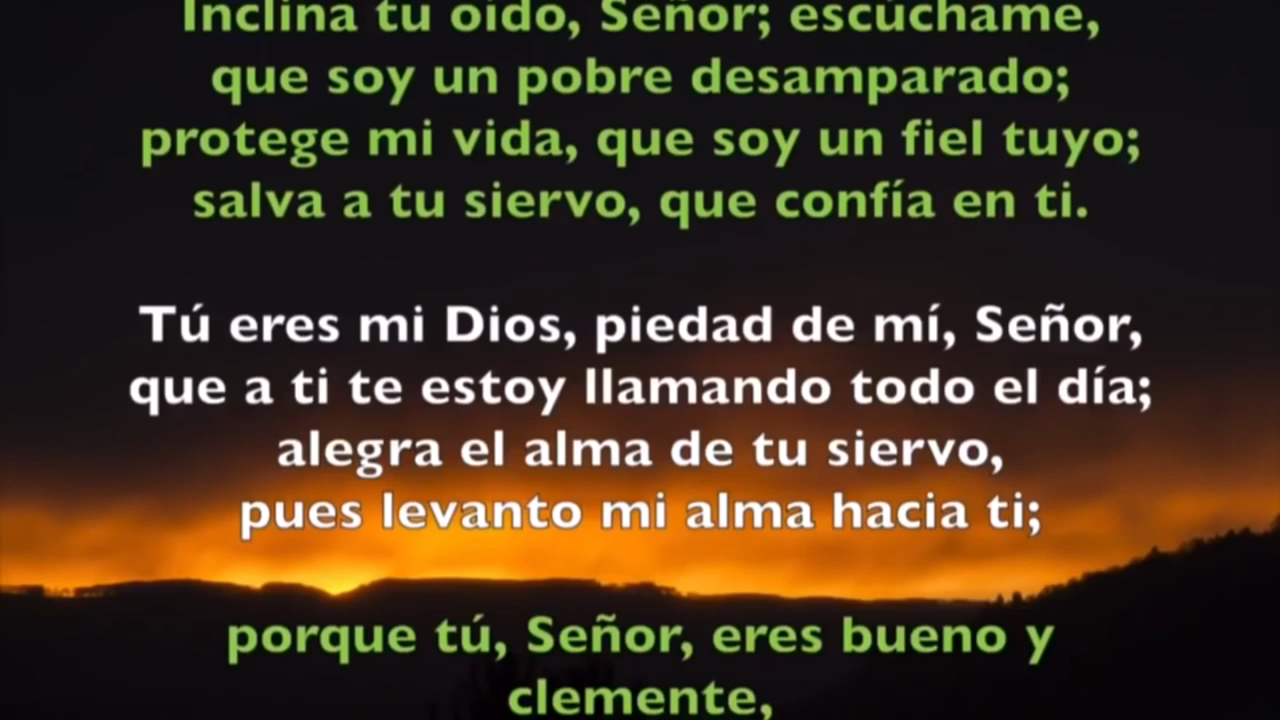 Inclina tu oído, Señor; escúchame,
que soy un pobre desamparado;
protege mi vida, que soy un fiel tuyo;
salva a tu siervo, que confía en ti.
Tú eres mi Dios, piedad de mí, Señor,
que a ti te estoy llamando todo el día;
alegra el alma de tu siervo,
pues levanto mi alma hacia ti;
porque tú, Señor, eres bueno y
clemente,